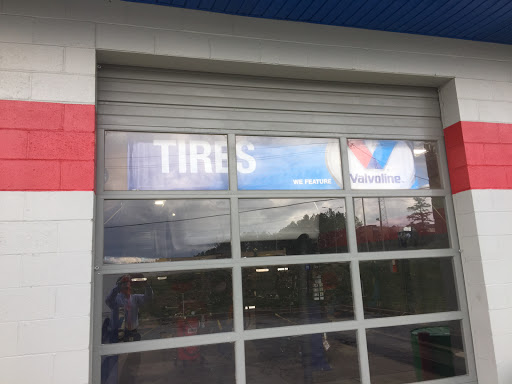 TIRES
WE FEATURE
Valvoline